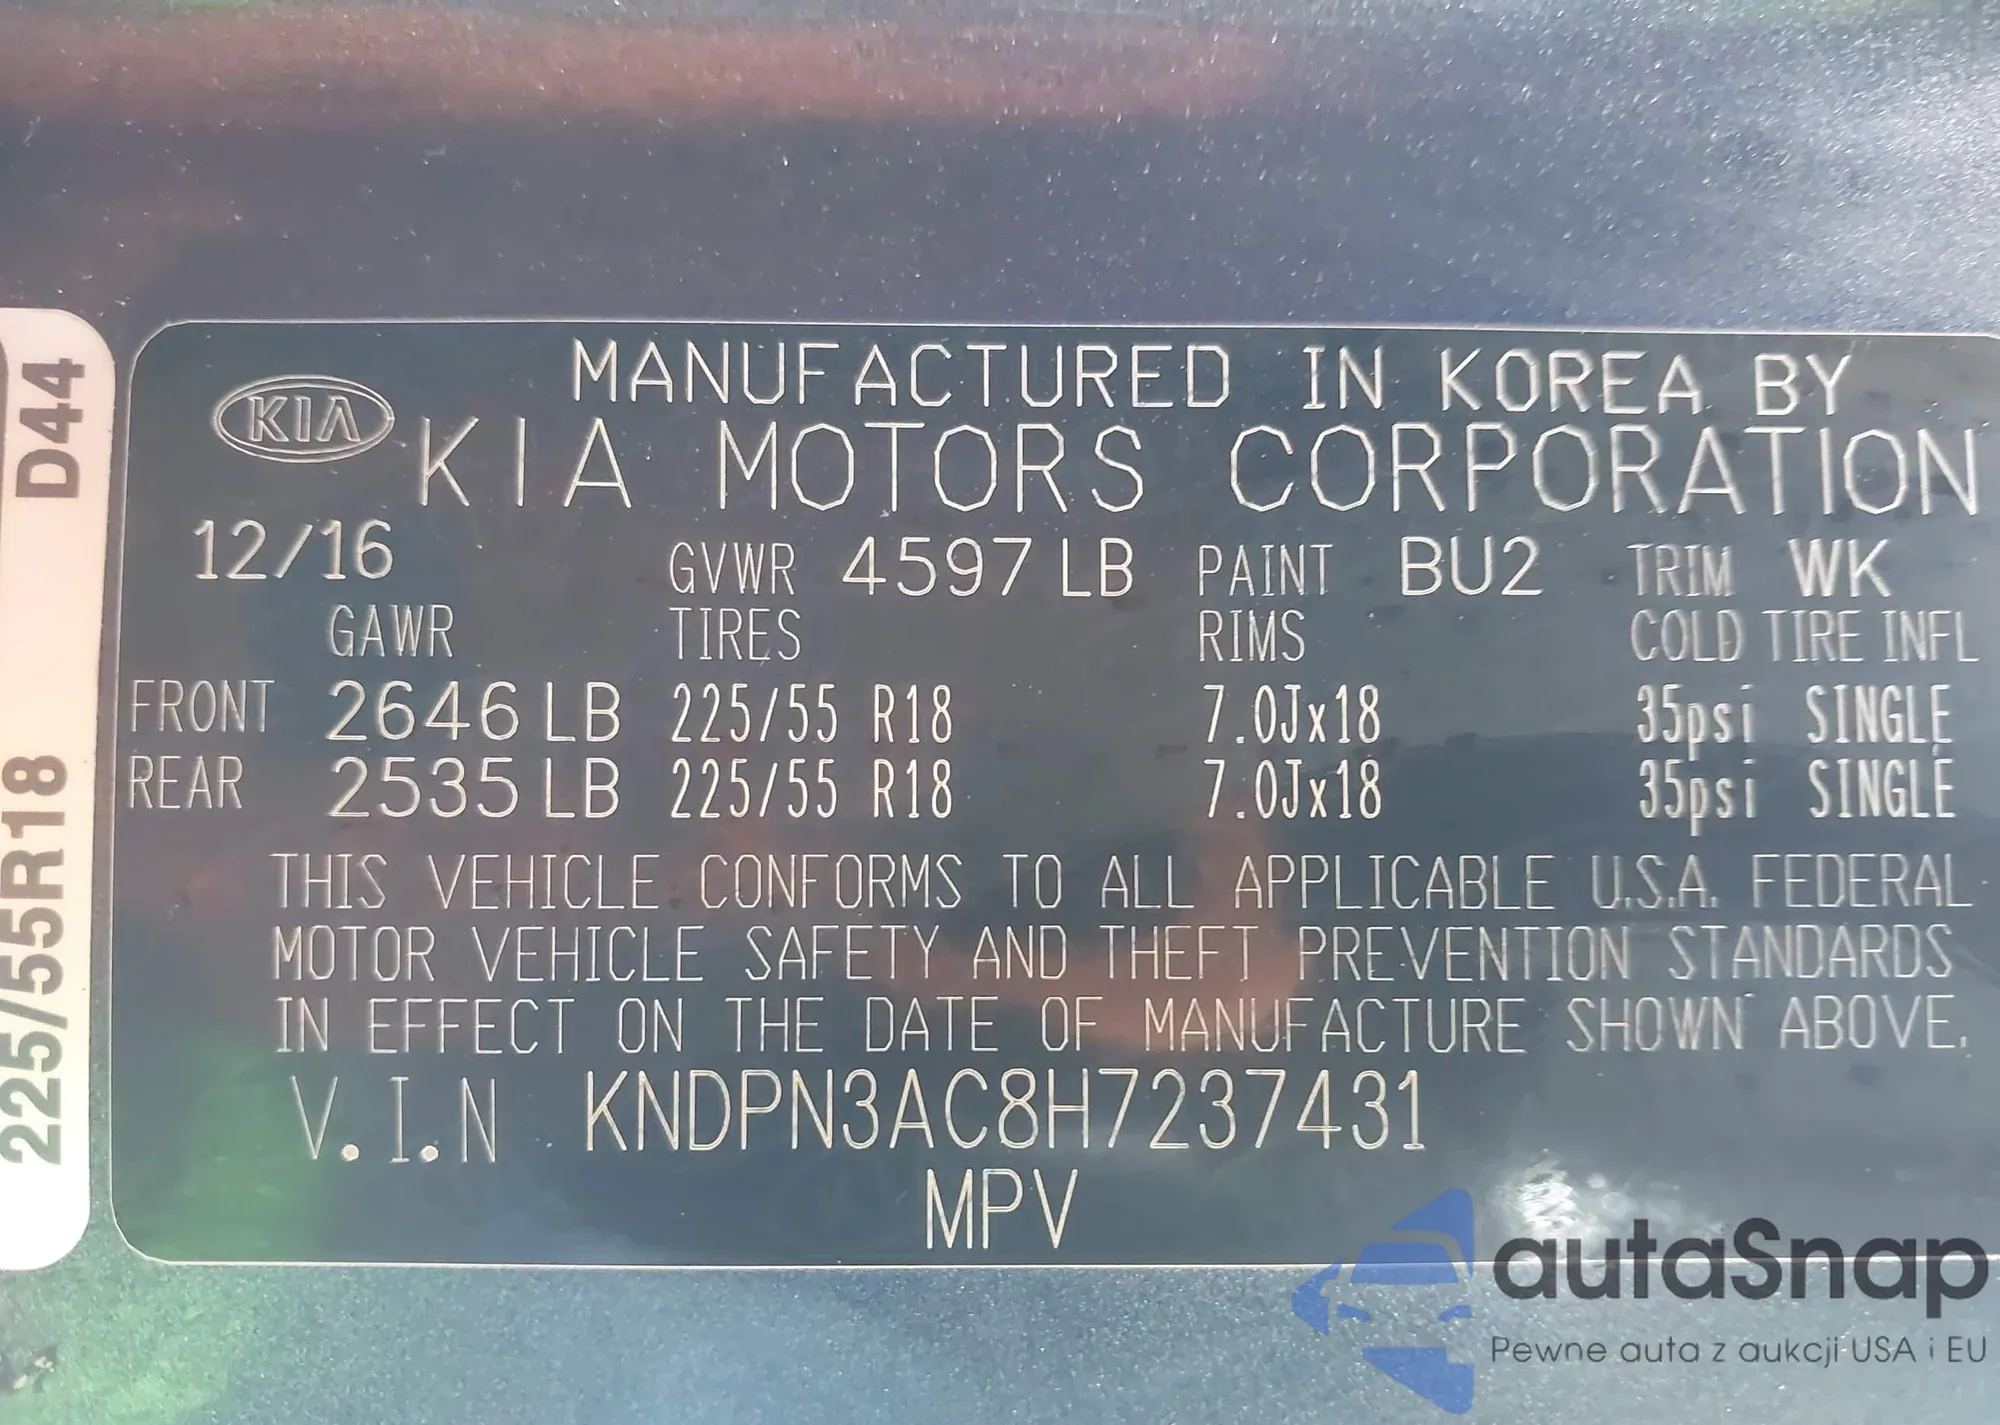 D44
225/55R18
MANUFACTURED IN KOREA BY
KIA KIA MOTORS CORPORATION
12/16 GVWR 4597 LB PAINT BU2 TRIM WK
GAWR TIRES RIMS COLD TIRE INFL
FRONT 2646 LB 225/55 R18 7.0Jx18 35psi SINGLE
REAR 2535 LB 225/55 R18 7.0Jx18 35psi SINGLE
THIS VEHICLE CONFORMS TO ALL APPLICABLE U.S.A. FEDERAL
MOTOR VEHICLE SAFETY AND THEFT PREVENTION STANDARDS
IN EFFECT ON THE DATE OF MANUFACTURE SHOWN ABOVE.
V.I.N KNDPN3AC8H7237431
MPV
autaSnap
Pewne auta z aukcji USA i EU